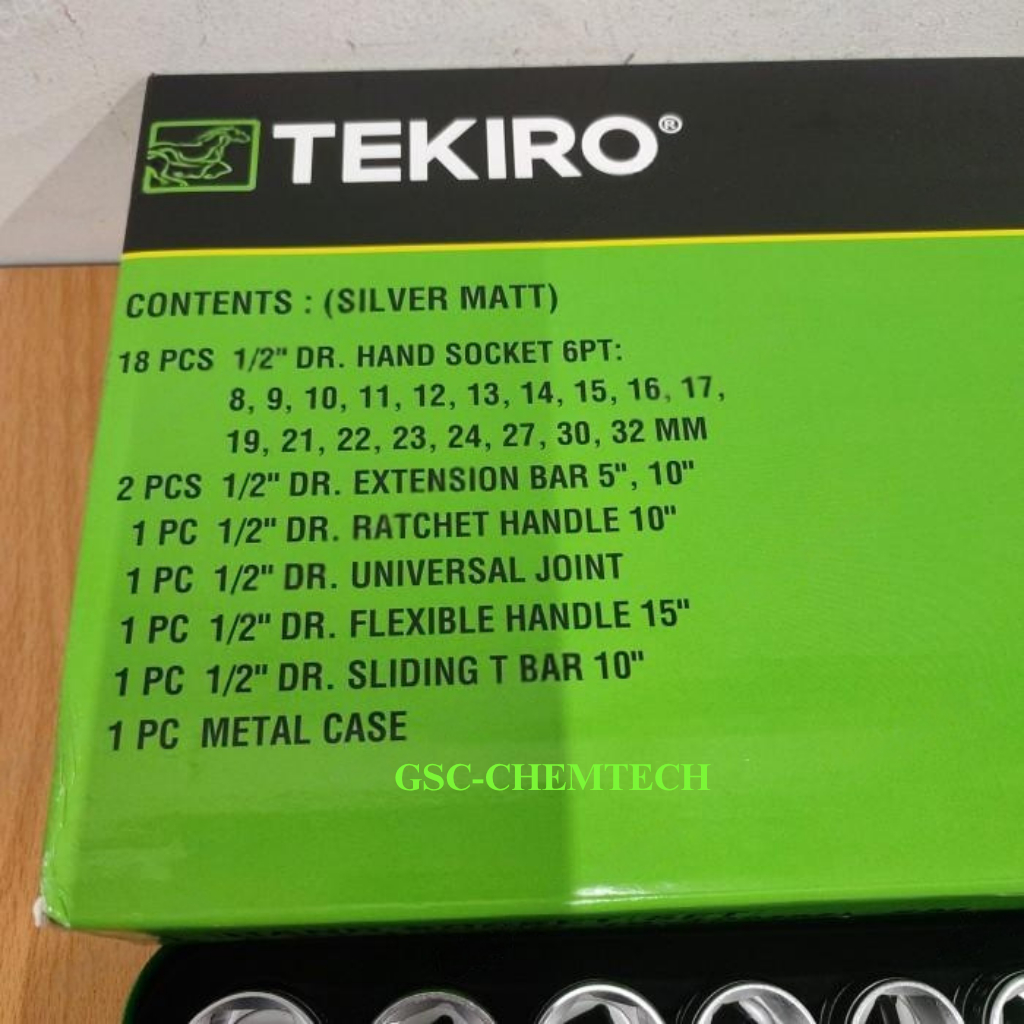 TEKIRO®
CONTENTS : (SILVER MATT)
18 PCS 1/2" DR. HAND SOCKET 6PT:
8, 9, 10, 11, 12, 13, 14, 15, 16, 17,
19, 21, 22, 23, 24, 27, 30, 32 MM
2 PCS 1/2" DR. EXTENSION BAR 5", 10"
1 PC 1/2" DR. RATCHET HANDLE 10"
1 PC 1/2" DR. UNIVERSAL JOINT
1 PC 1/2" DR. FLEXIBLE HANDLE 15"
1 PC 1/2" DR. SLIDING T BAR 10"
1 PC METAL CASE
GSC-CHEMTECH